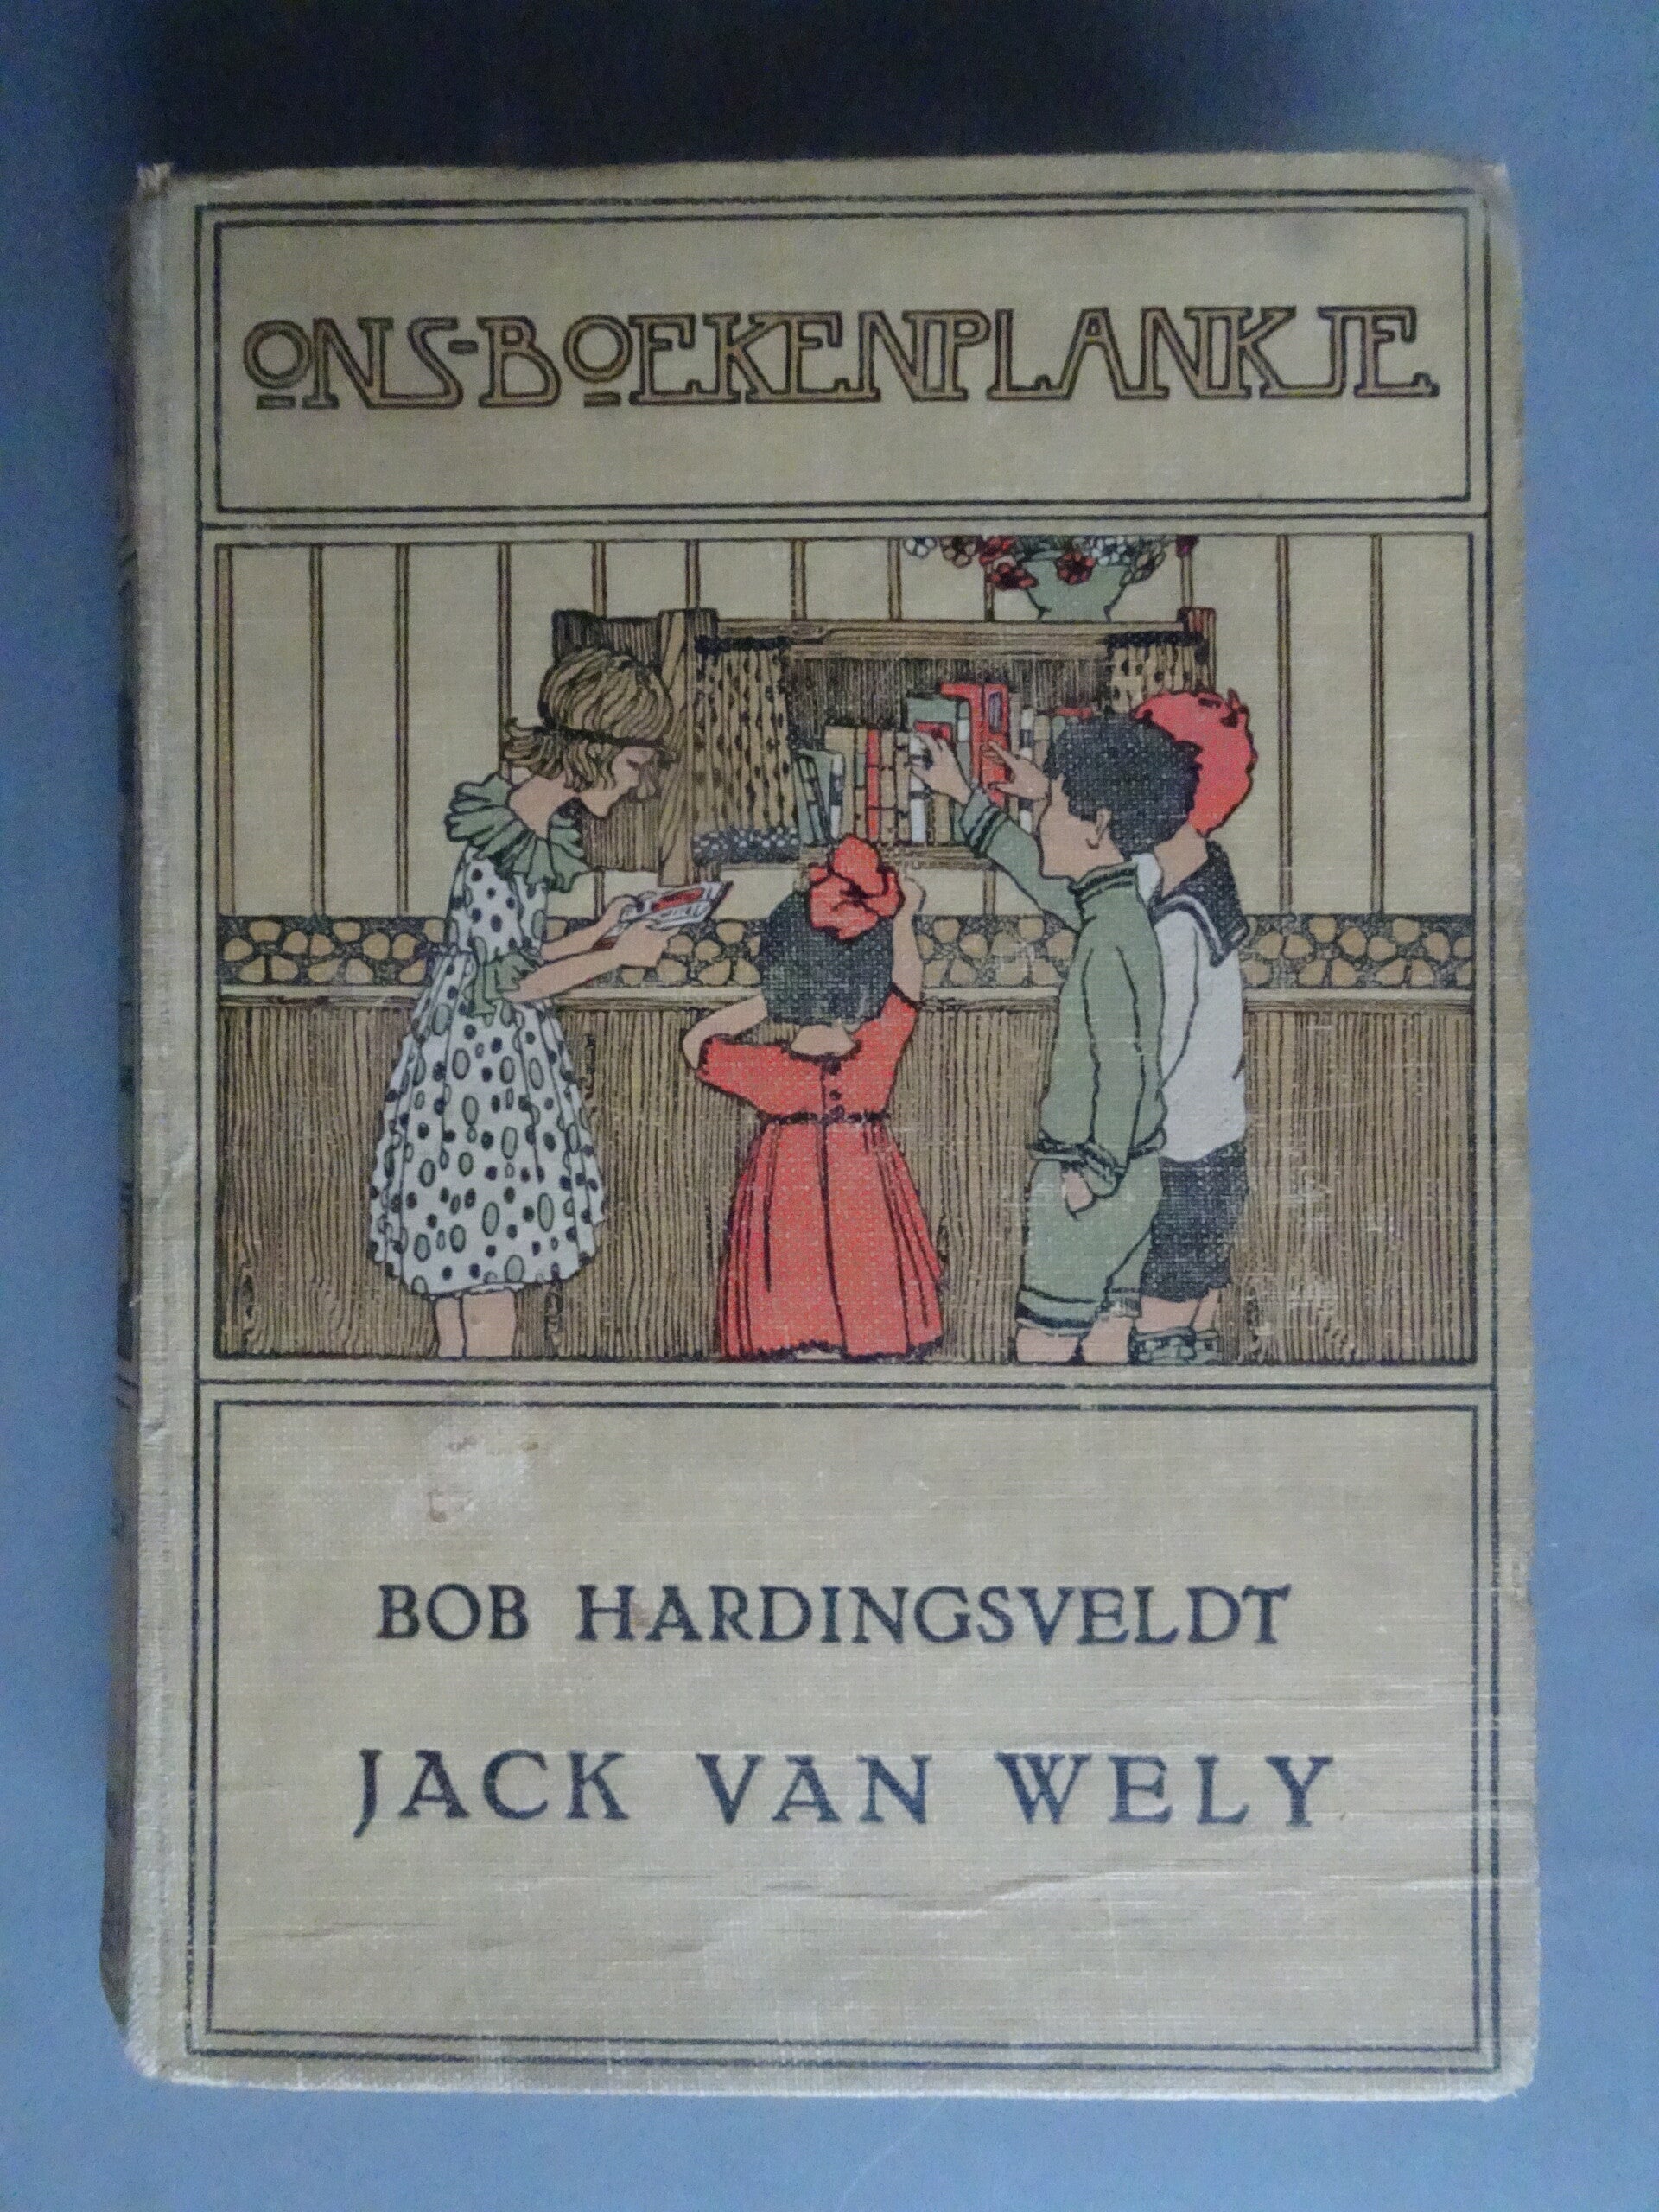 ONS-BOEKENPLANKJE
BOB HARDINGSVELDT
JACK VAN WELY